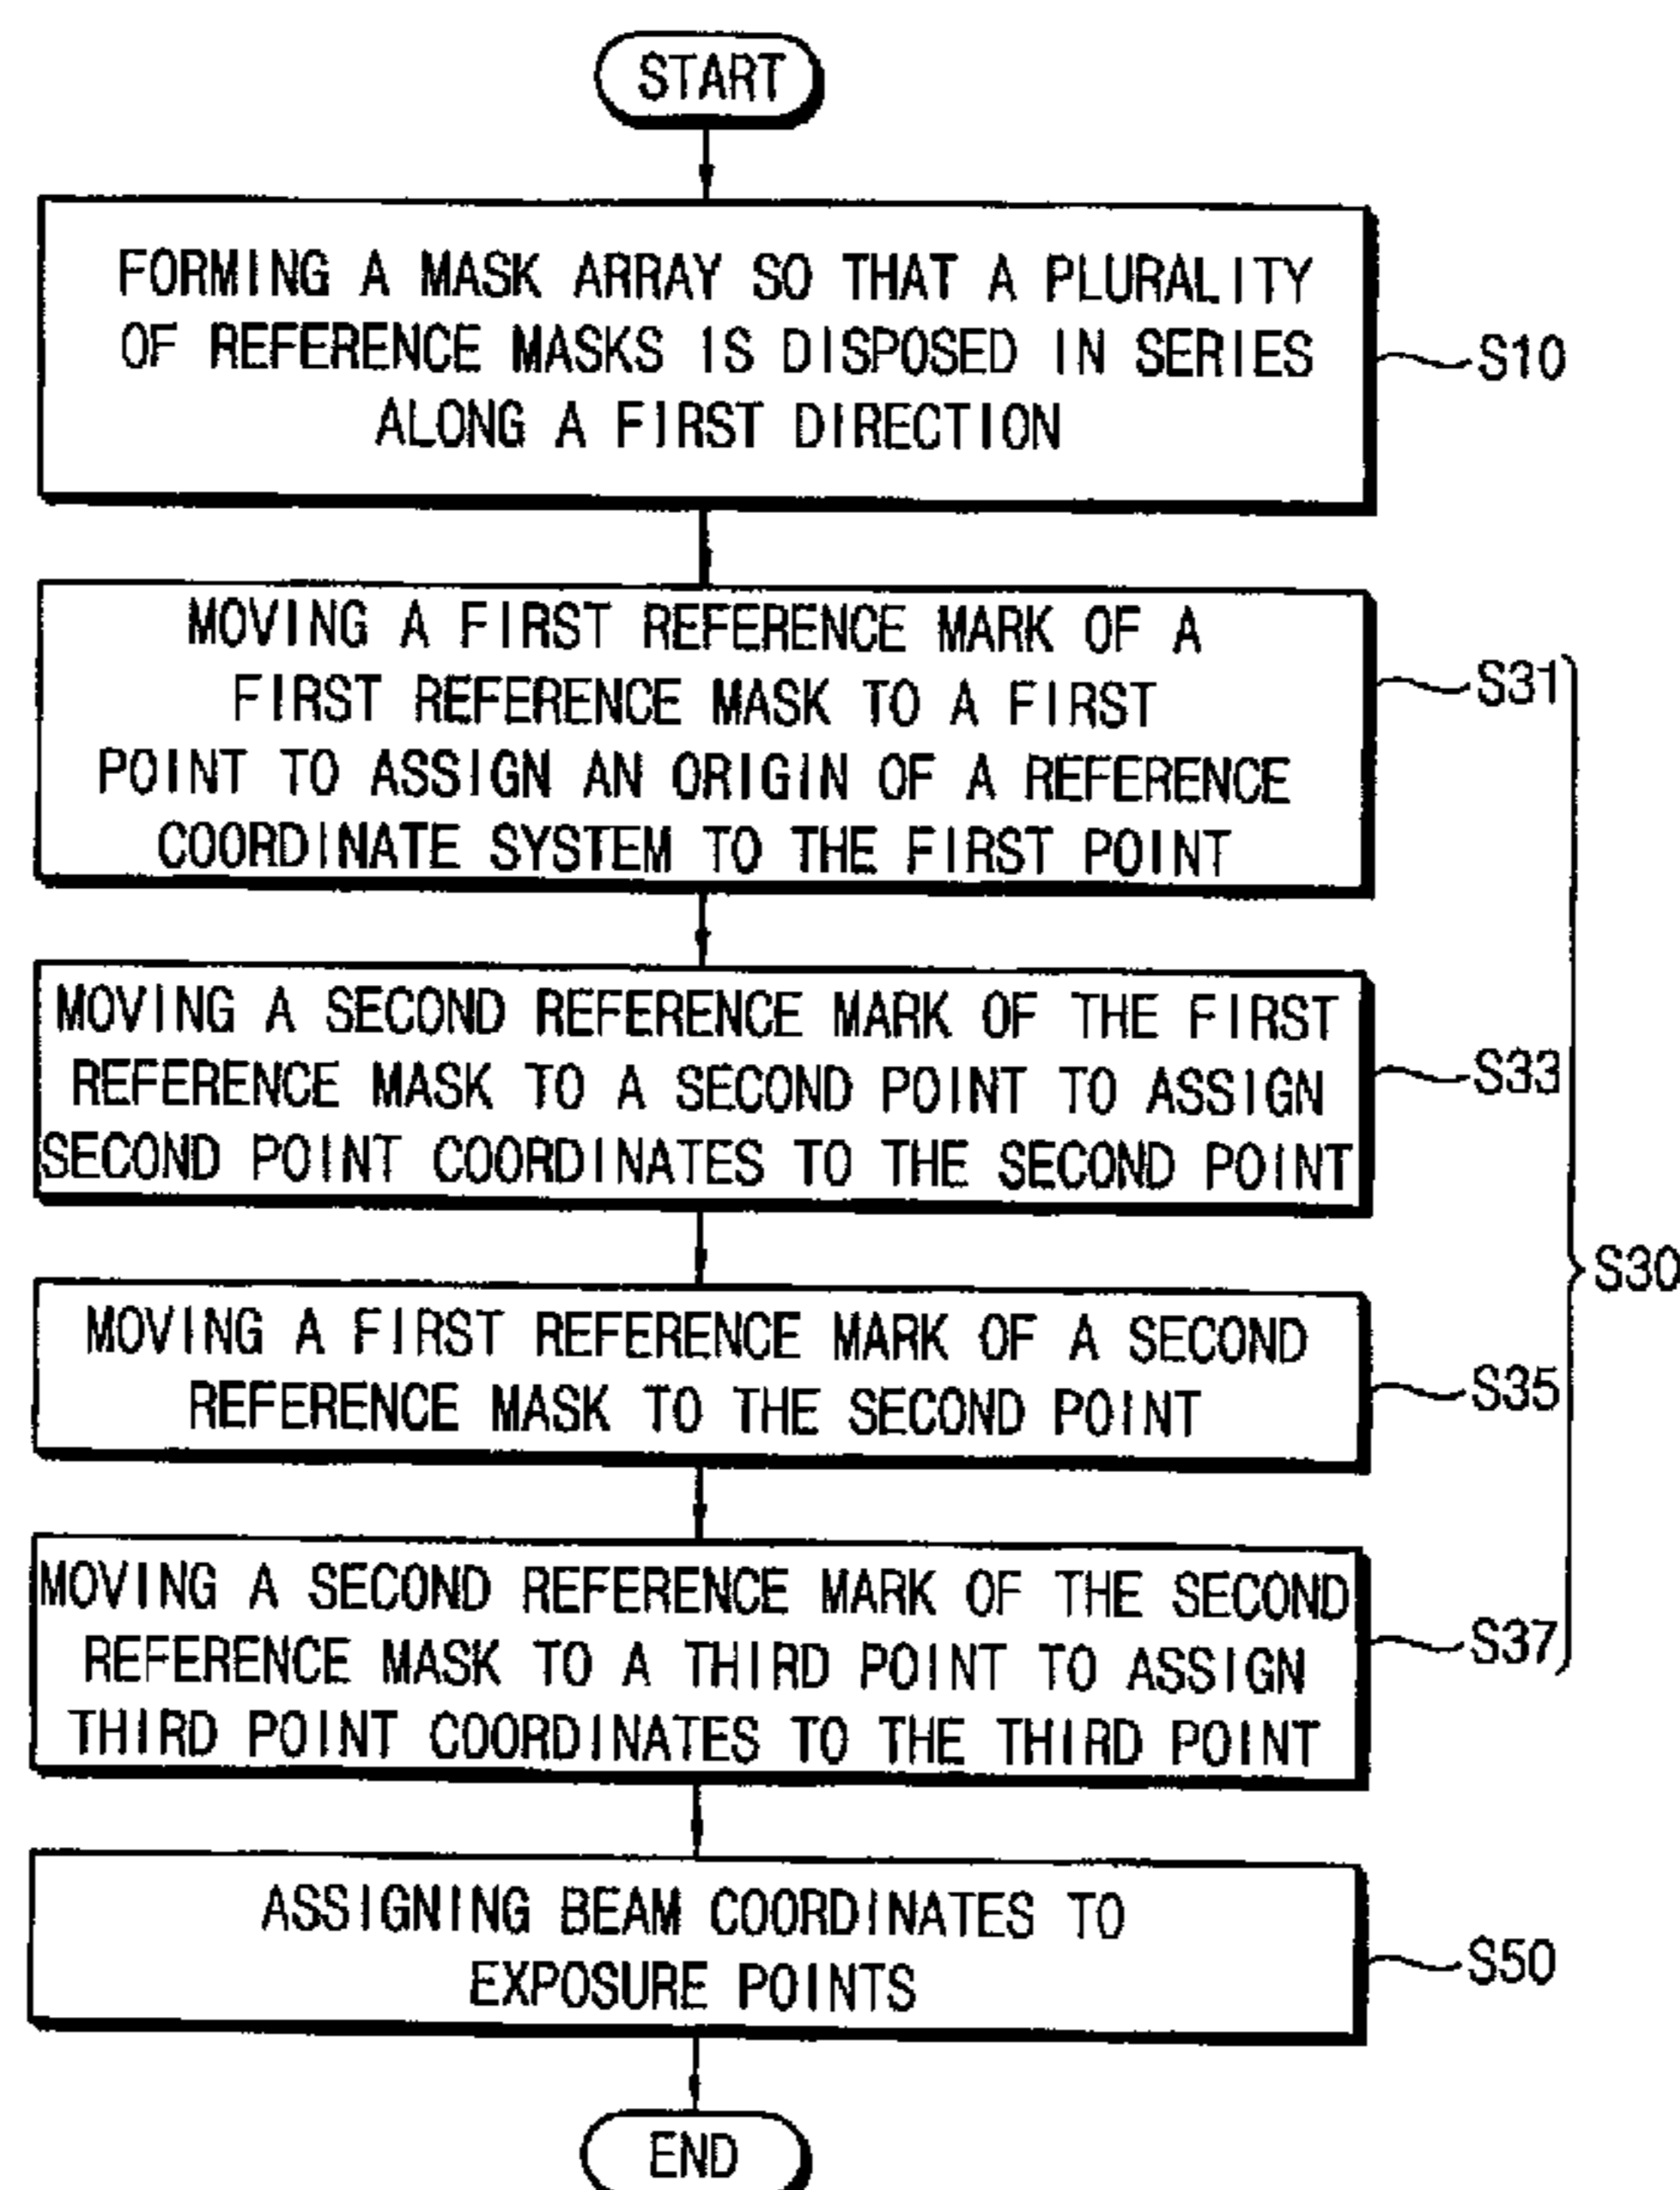 START
FORMING A MASK ARRAY SO THAT A PLURALITY
OF REFERENCE MASKS IS DISPOSED IN SERIES
ALONG A FIRST DIRECTION
S10
MOVING A FIRST REFERENCE MARK OF A
FIRST REFERENCE MASK TO A FIRST
POINT TO ASSIGN AN ORIGIN OF A REFERENCE
COORDINATE SYSTEM TO THE FIRST POINT
S31
MOVING A SECOND REFERENCE MARK OF THE FIRST
REFERENCE MASK TO A SECOND POINT TO ASSIGN
SECOND POINT COORDINATES TO THE SECOND POINT
S33
S30
MOVING A FIRST REFERENCE MARK OF A SECOND
REFERENCE MASK TO THE SECOND POINT
S35
MOVING A SECOND REFERENCE MARK OF THE SECOND
REFERENCE MASK TO A THIRD POINT TO ASSIGN
THIRD POINT COORDINATES TO THE THIRD POINT
S37
ASSIGNING BEAM COORDINATES TO
EXPOSURE POINTS
S50
END